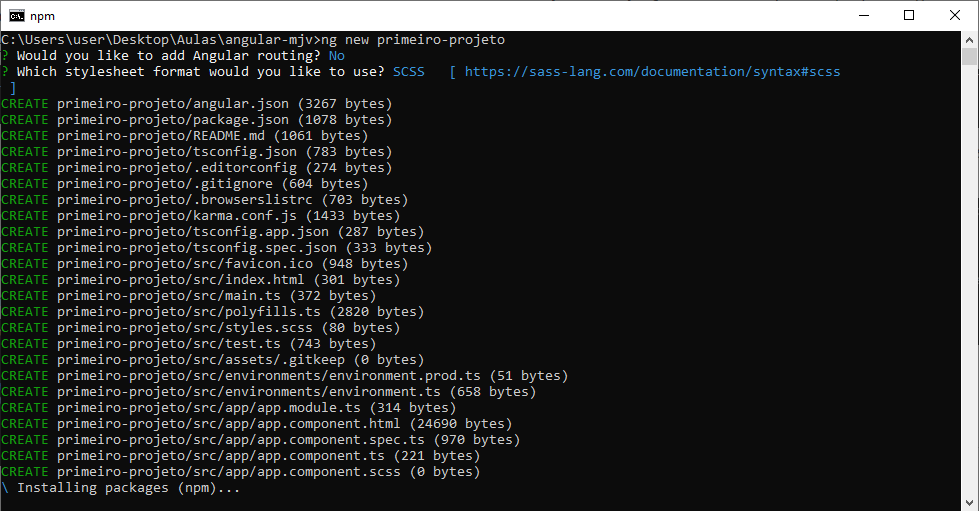 npm
C:\Users\user\Desktop\Aulas\angular-mjv>ng new primeiro-projeto
? Would you like to add Angular routing? No
? Which stylesheet format would you like to use? SCSS   [ https://sass-lang.com/documentation/syntax#scss
 ]
CREATE primeiro-projeto/angular.json (3267 bytes)
CREATE primeiro-projeto/package.json (1078 bytes)
CREATE primeiro-projeto/README.md (1061 bytes)
CREATE primeiro-projeto/tsconfig.json (783 bytes)
CREATE primeiro-projeto/.editorconfig (274 bytes)
CREATE primeiro-projeto/.gitignore (604 bytes)
CREATE primeiro-projeto/.browserslistrc (703 bytes)
CREATE primeiro-projeto/karma.conf.js (1433 bytes)
CREATE primeiro-projeto/tsconfig.app.json (287 bytes)
CREATE primeiro-projeto/tsconfig.spec.json (333 bytes)
CREATE primeiro-projeto/src/favicon.ico (948 bytes)
CREATE primeiro-projeto/src/index.html (301 bytes)
CREATE primeiro-projeto/src/main.ts (372 bytes)
CREATE primeiro-projeto/src/polyfills.ts (2820 bytes)
CREATE primeiro-projeto/src/styles.scss (80 bytes)
CREATE primeiro-projeto/src/test.ts (743 bytes)
CREATE primeiro-projeto/src/assets/.gitkeep (0 bytes)
CREATE primeiro-projeto/src/environments/environment.prod.ts (51 bytes)
CREATE primeiro-projeto/src/environments/environment.ts (658 bytes)
CREATE primeiro-projeto/src/app/app.module.ts (314 bytes)
CREATE primeiro-projeto/src/app/app.component.html (24690 bytes)
CREATE primeiro-projeto/src/app/app.component.spec.ts (970 bytes)
CREATE primeiro-projeto/src/app/app.component.ts (221 bytes)
CREATE primeiro-projeto/src/app/app.component.scss (0 bytes)
\ Installing packages (npm)...